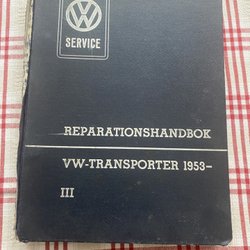 VW
SERVICE
REPARATIONSHANDBOK
VW-TRANSPORTER 1953–
III